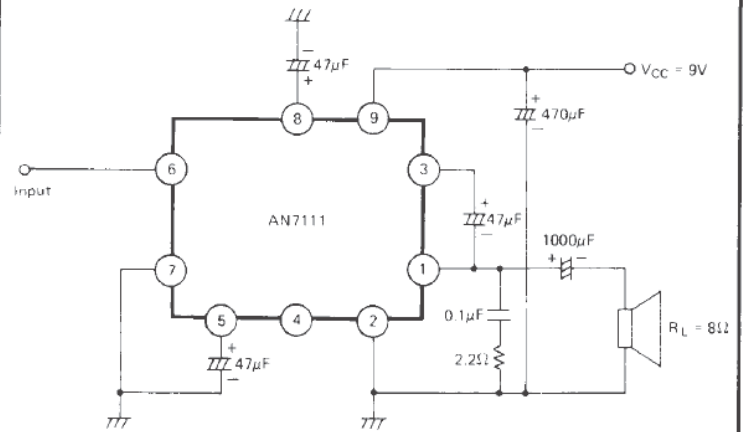 47μF
VCC = 9V
8
9
470μF
6
3
Input
AN7111
47μF
1000μF
7
1
0.1μF
RL = 8Ω
5
4
2
2.2Ω
47μF